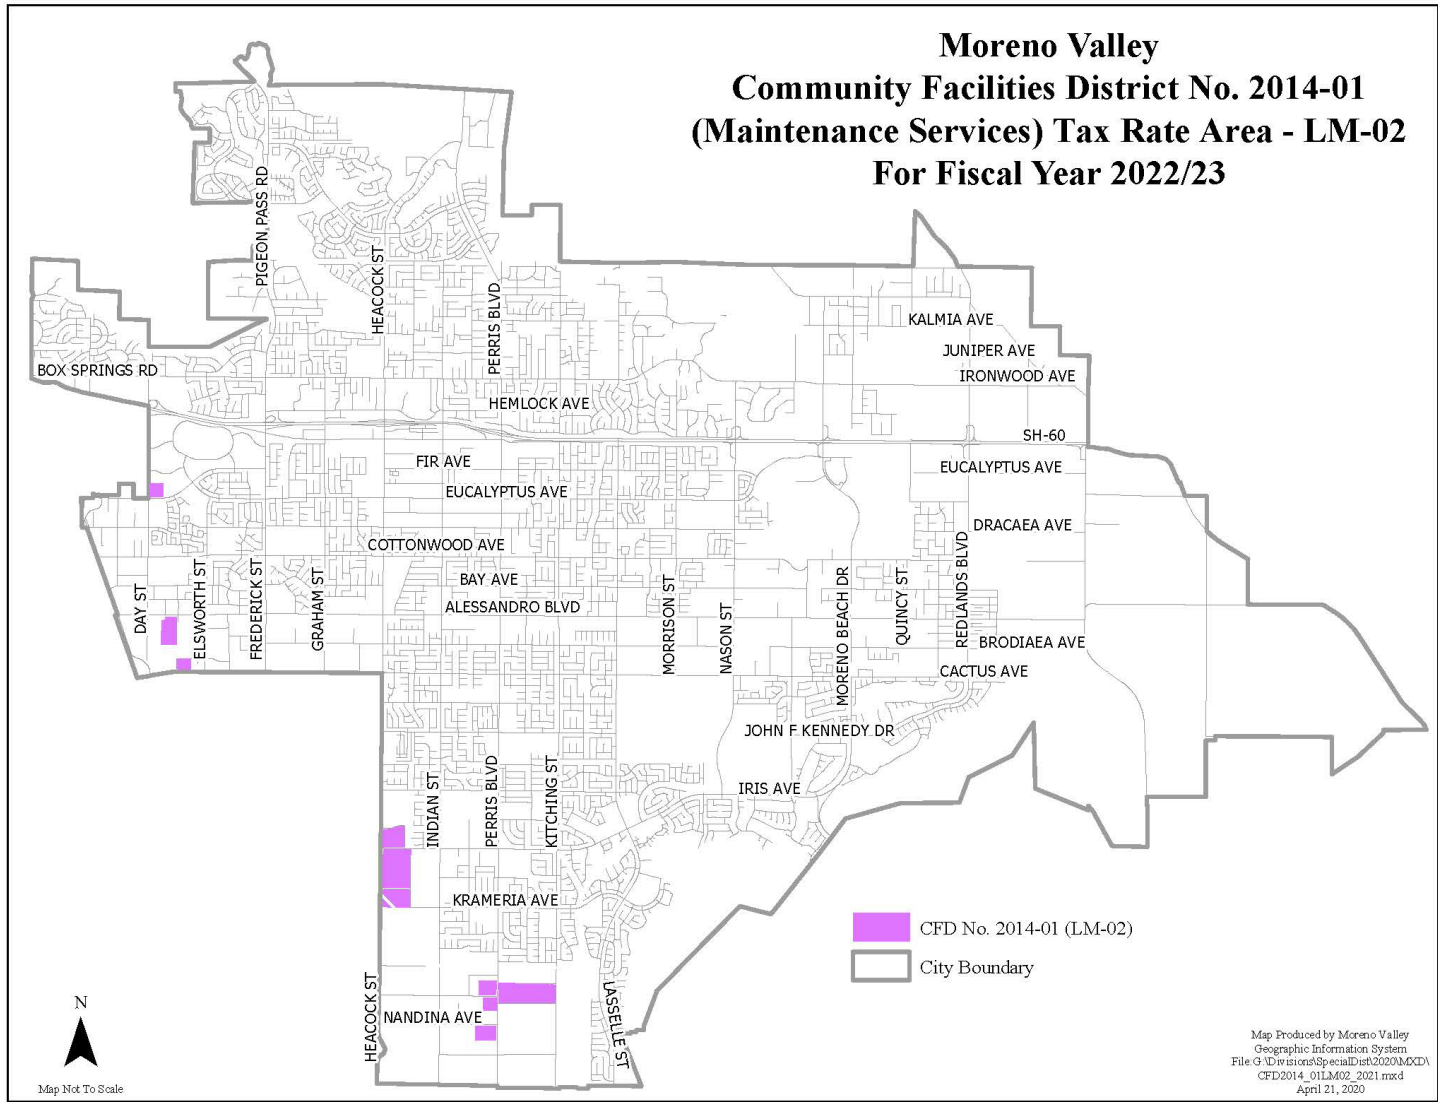 Moreno Valley
Community Facilities District No. 2014-01
(Maintenance Services) Tax Rate Area - LM-02
For Fiscal Year 2022/23
PIGEON PASS RD
HEACOCK ST
PERRIS BLVD
KALMIA AVE
JUNIPER AVE
IRONWOOD AVE
BOX SPRINGS RD
HEMLOCK AVE
SH-60
FIR AVE
EUCALYPTUS AVE
EUCALYPTUS AVE
DRACAEA AVE
COTTONWOOD AVE
BAY AVE
ALESSANDRO BLVD
DAY ST
ELSWORTH ST
FREDERICK ST
GRAHAM ST
MORRISON ST
NASON ST
MORENO BEACH DR
QUINCY ST
REDLANDS BLVD
BRODIAEA AVE
CACTUS AVE
JOHN F KENNEDY DR
IRIS AVE
INDIAN ST
PERRIS BLVD
KITCHING ST
KRAMERIA AVE
HEACOCK ST
NANDINA AVE
LASSELLE ST
CFD No. 2014-01 (LM-02)
City Boundary
N
Map Not To Scale
Map Produced by Moreno Valley
Geographic Information System
File:G:\Divisions\SpecialDist\2020\MXD\
CFD2014_01LM02_2021.mxd
April 21, 2020